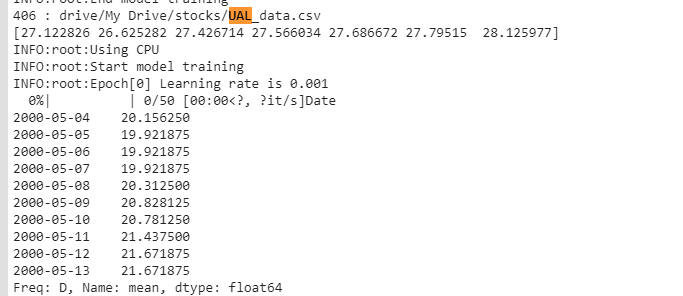 INFO:root:End model training
406 : drive/My Drive/stocks/UAL_data.csv
[27.122826 26.625282 27.426714 27.566034 27.686672 27.79515  28.125977]
INFO:root:Using CPU
INFO:root:Start model training
INFO:root:Epoch[0] Learning rate is 0.001
  0%|          | 0/50 [00:00<?, ?it/s]Date
2000-05-04    20.156250
2000-05-05    19.921875
2000-05-06    19.921875
2000-05-07    19.921875
2000-05-08    20.312500
2000-05-09    20.828125
2000-05-10    20.781250
2000-05-11    21.437500
2000-05-12    21.671875
2000-05-13    21.671875
Freq: D, Name: mean, dtype: float64